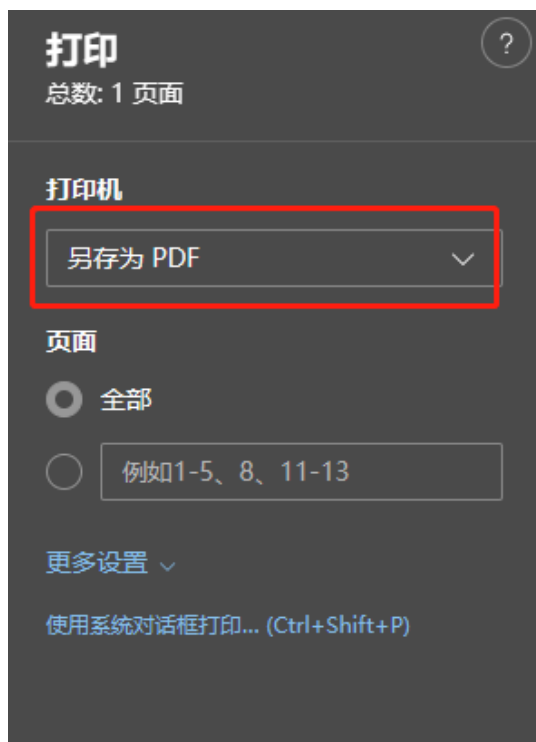 打印
?
总数: 1 页面
打印机
另存为 PDF
页面
全部
例如1-5、8、11-13
更多设置
使用系统对话框打印... (Ctrl+Shift+P)